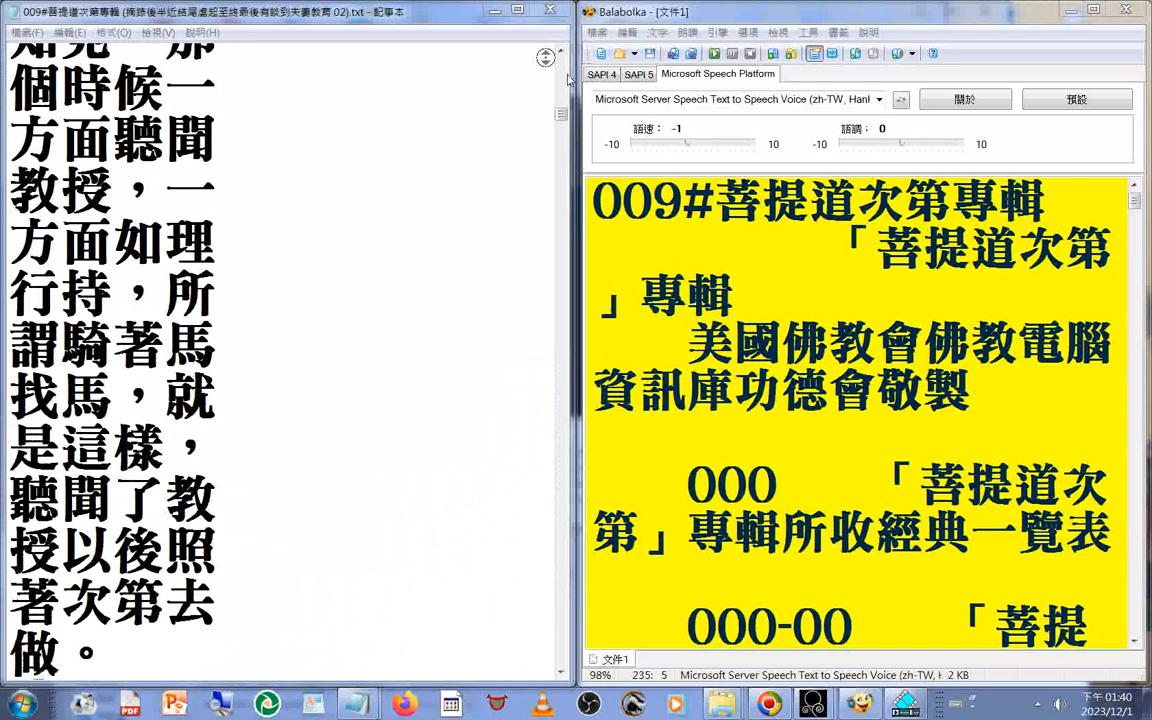 009#菩提道次第專輯 (摘錄後半近結尾處起至終最後有談到夫妻教育 02).txt - 記事本
檔案(F) 編輯(E) 格式(O) 檢視(V) 說明(H)
知見，那
個時候一
方面聽聞
教授，一
方面如理
行持，所
謂騎著馬
找馬，就
是這樣，
聽聞了教
授以後照
著次第去
做。
Balabolka - [文件1]
檔案 編輯 文字 朗讀 引擎 選項 檢視 工具 書籤 說明
SAPI 4 SAPI 5 Microsoft Speech Platform
Microsoft Server Speech Text to Speech Voice (zh-TW, Hanl 關於 預設
語速： -1 語調： 0
-10 10 -10 10
009#菩提道次第專輯
「菩提道次第
」專輯
美國佛教會佛教電腦
資訊庫功德會敬製
000 「菩提道次
第」專輯所收經典一覽表
000-00 「菩提
文件1
98% 235: 5 Microsoft Server Speech Text to Speech Voice (zh-TW, H 2 KB
下午 01:40
2023/12/1